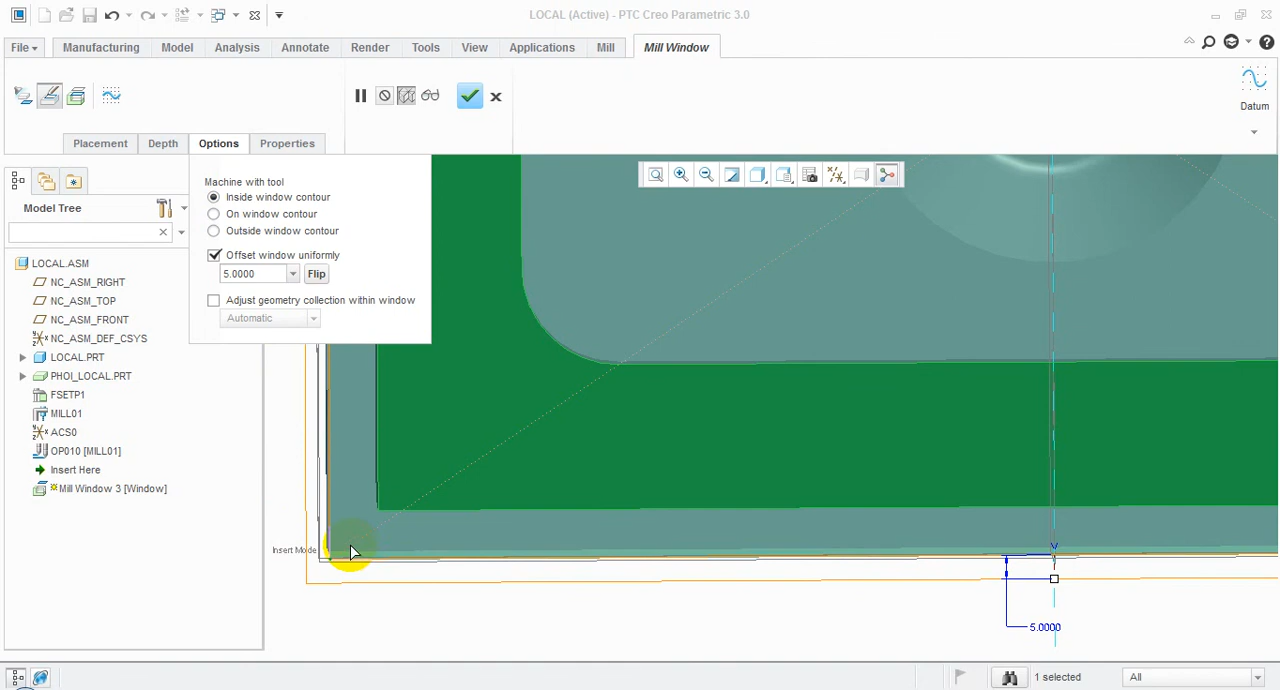 LOCAL (Active) - PTC Creo Parametric 3.0
File Manufacturing Model Analysis Annotate Render Tools View Applications Mill Mill Window
Datum
Placement Depth Options Properties
Machine with tool
Inside window contour
On window contour
Outside window contour
Offset window uniformly
5.0000 Flip
Adjust geometry collection within window
Automatic
Model Tree
LOCAL.ASM
NC_ASM_RIGHT
NC_ASM_TOP
NC_ASM_FRONT
NC_ASM_DEF_CSYS
LOCAL.PRT
PHOI_LOCAL.PRT
FSETP1
MILL01
ACS0
OP010 [MILL01]
Insert Here
Mill Window 3 [Window]
Insert Mode
5.0000
1 selected All